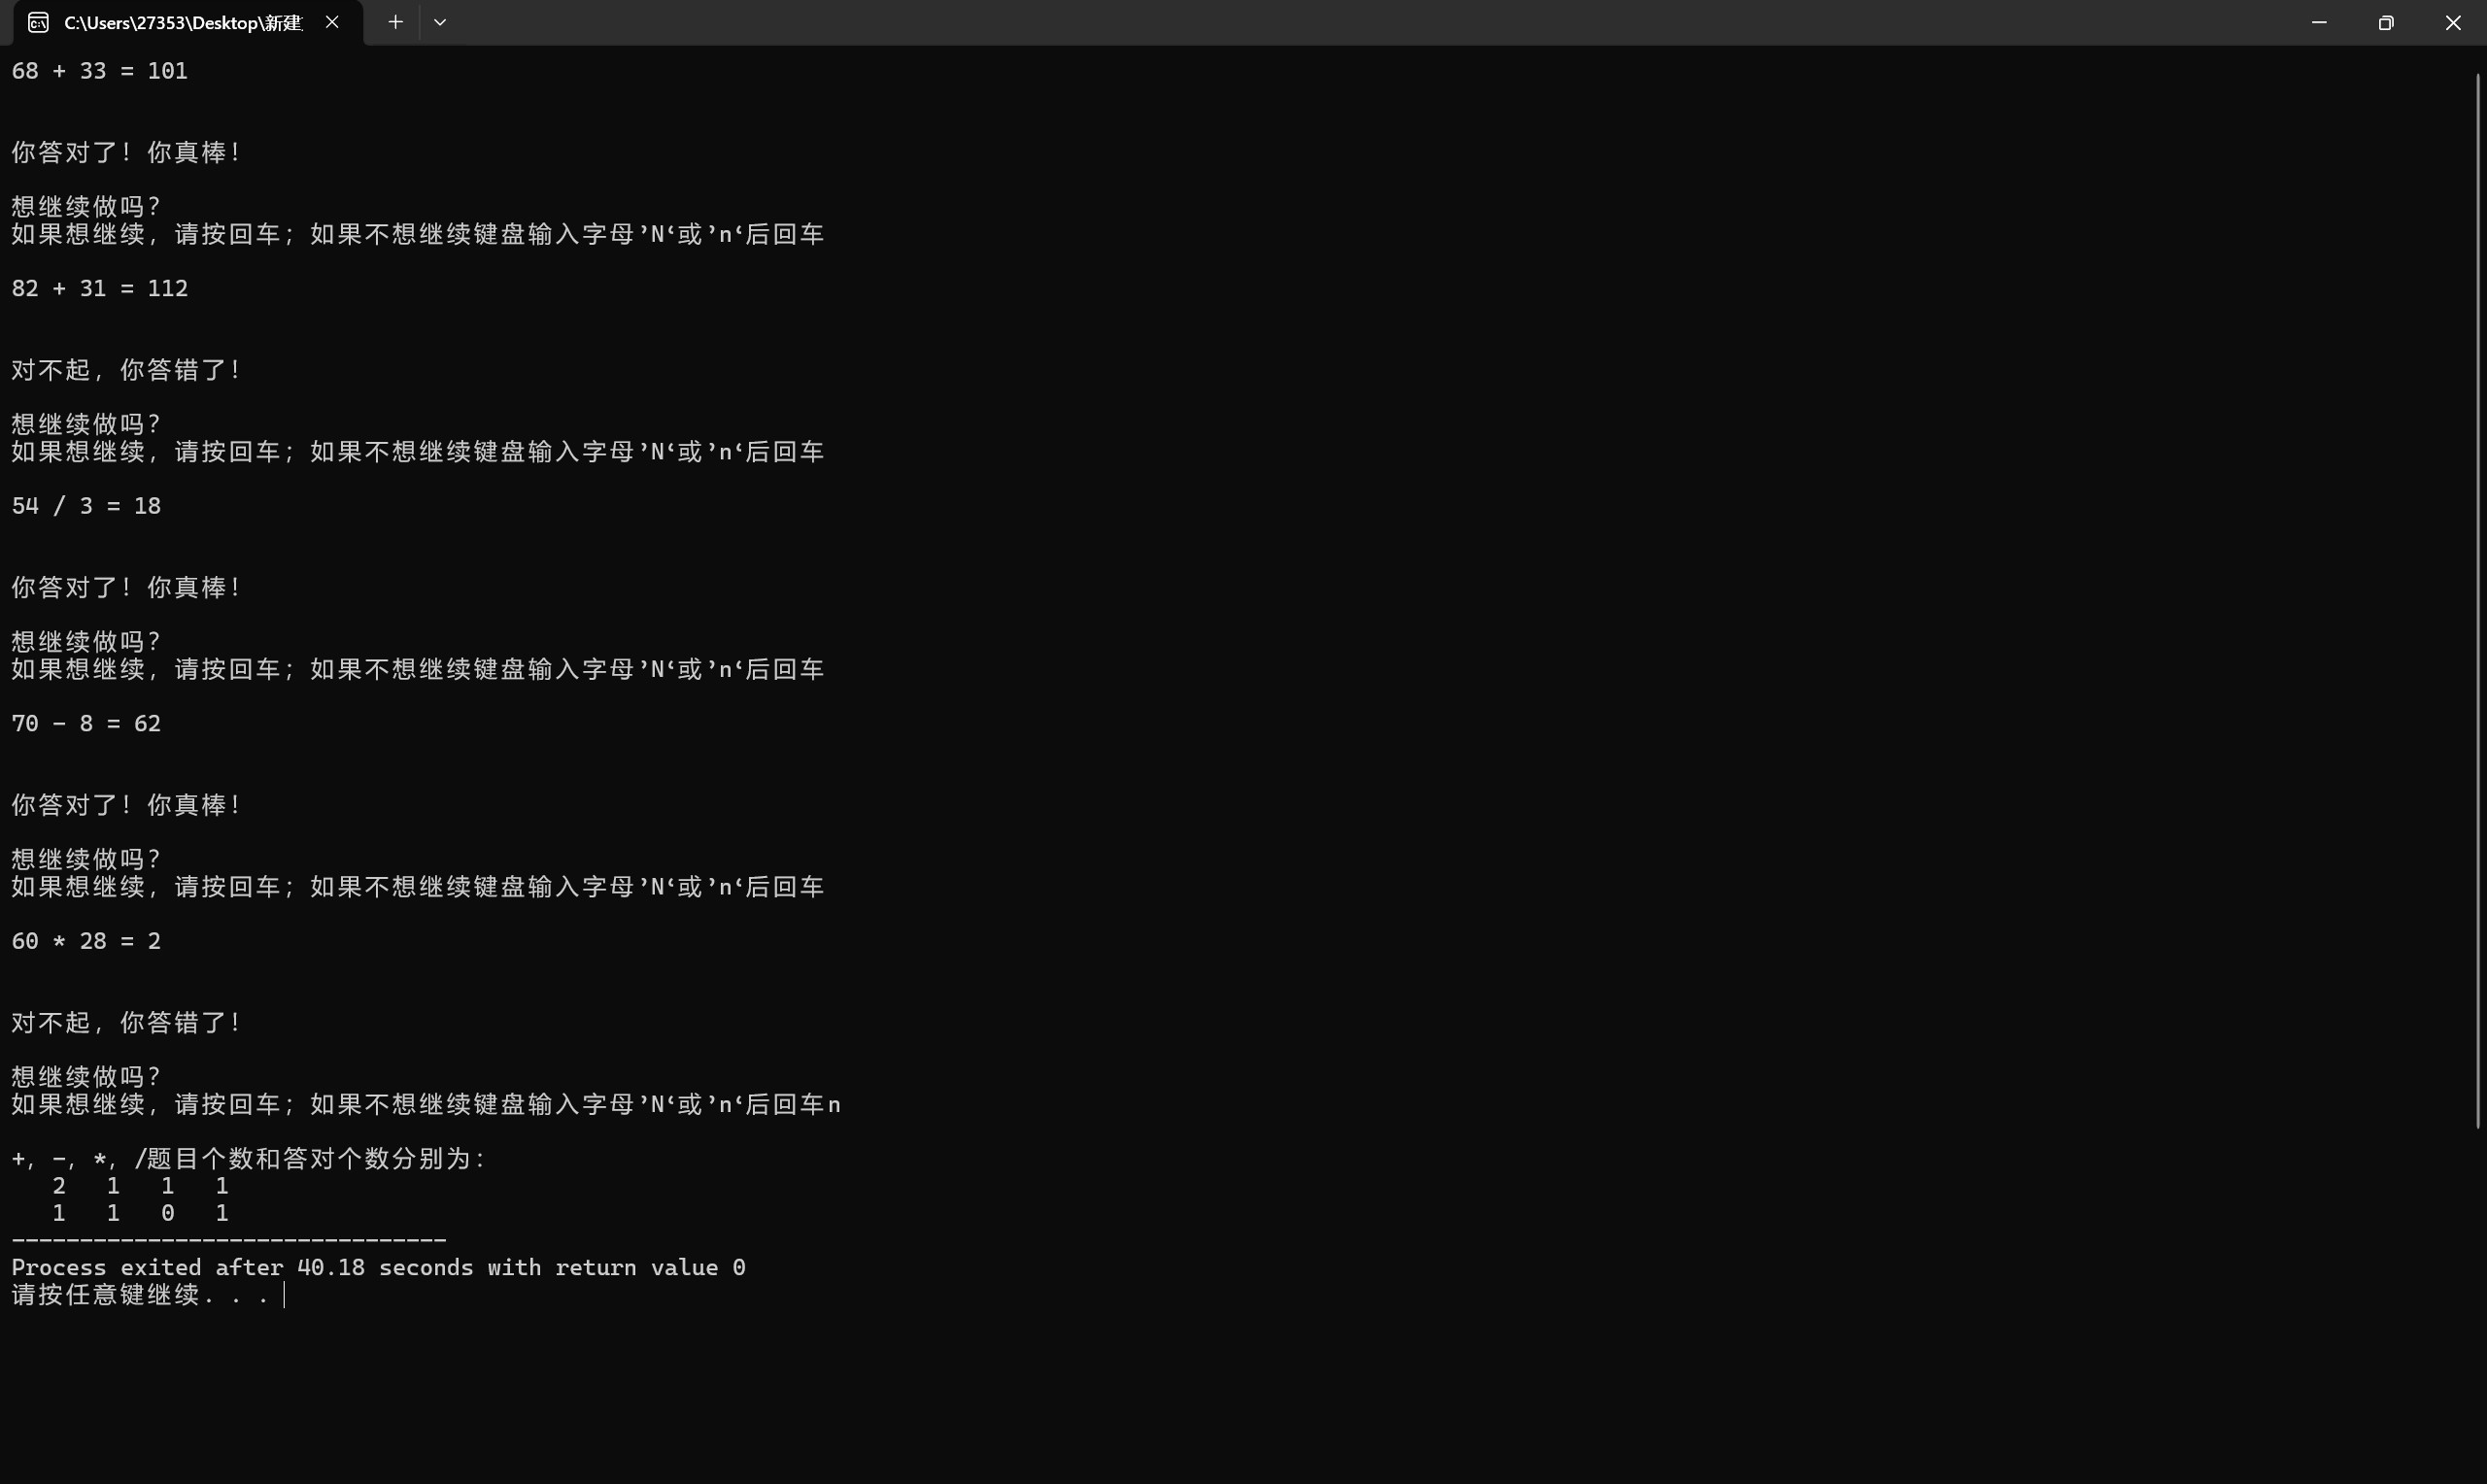 C:\Users\27353\Desktop\新建
68 + 33 = 101
你答对了！你真棒！
想继续做吗？
如果想继续，请按回车；如果不想继续键盘输入字母’N‘或’n‘后回车
82 + 31 = 112
对不起，你答错了！
想继续做吗？
如果想继续，请按回车；如果不想继续键盘输入字母’N‘或’n‘后回车
54 / 3 = 18
你答对了！你真棒！
想继续做吗？
如果想继续，请按回车；如果不想继续键盘输入字母’N‘或’n‘后回车
70 - 8 = 62
你答对了！你真棒！
想继续做吗？
如果想继续，请按回车；如果不想继续键盘输入字母’N‘或’n‘后回车
60 * 28 = 2
对不起，你答错了！
想继续做吗？
如果想继续，请按回车；如果不想继续键盘输入字母’N‘或’n‘后回车n
+，-，*，/题目个数和答对个数分别为：
2 1 1 1
1 1 0 1
--------------------------------
Process exited after 40.18 seconds with return value 0
请按任意键继续. . .